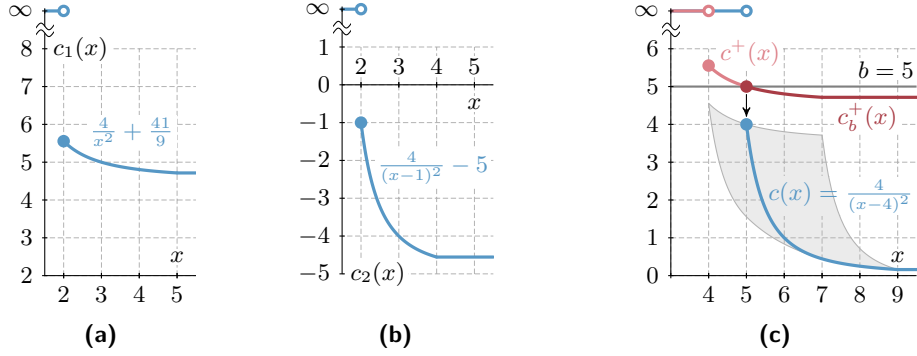 ∞
8
7
6
5
4
3
2
2 3 4 5
c₁(x)
4/x² + 41/9
x
(a)
∞
1
0
−1
−2
−3
−4
−5
2 3 4 5
x
4/(x−1)² − 5
c₂(x)
(b)
∞
6
5
4
3
2
1
0
4 5 6 7 8 9
c⁺(x)
b = 5
c_b⁺(x)
c(x) = 4/(x−4)²
x
(c)